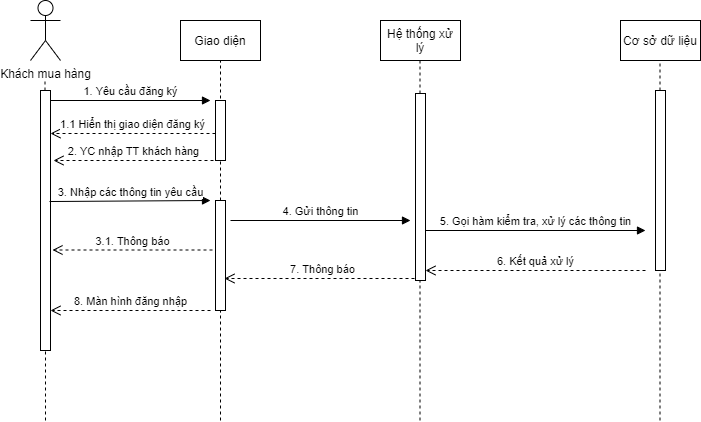 Giao diện
Hệ thống xử
lý
Cơ sở dữ liệu
Khách mua hàng
1. Yêu cầu đăng ký
1.1 Hiển thị giao diện đăng ký
2. YC nhập TT khách hàng
3. Nhập các thông tin yêu cầu
4. Gửi thông tin
5. Gọi hàm kiểm tra, xử lý các thông tin
3.1. Thông báo
6. Kết quả xử lý
7. Thông báo
8. Màn hình đăng nhập